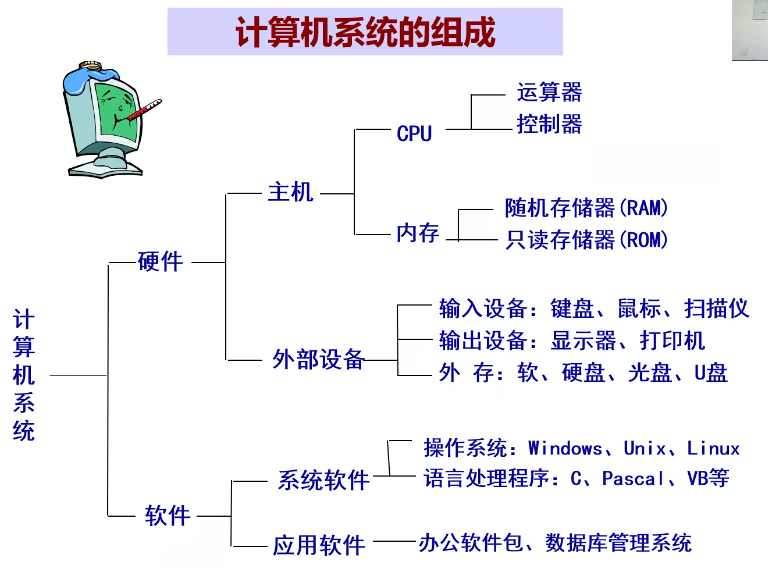 计算机系统的组成
运算器
控制器
CPU
主机
随机存储器(RAM)
内存
只读存储器(ROM)
硬件
输入设备：键盘、鼠标、扫描仪
输出设备：显示器、打印机
外部设备
外 存：软、硬盘、光盘、U盘
计算机系统
操作系统：Windows、Unix、Linux
系统软件
语言处理程序：C、Pascal、VB等
软件
应用软件
办公软件包、数据库管理系统